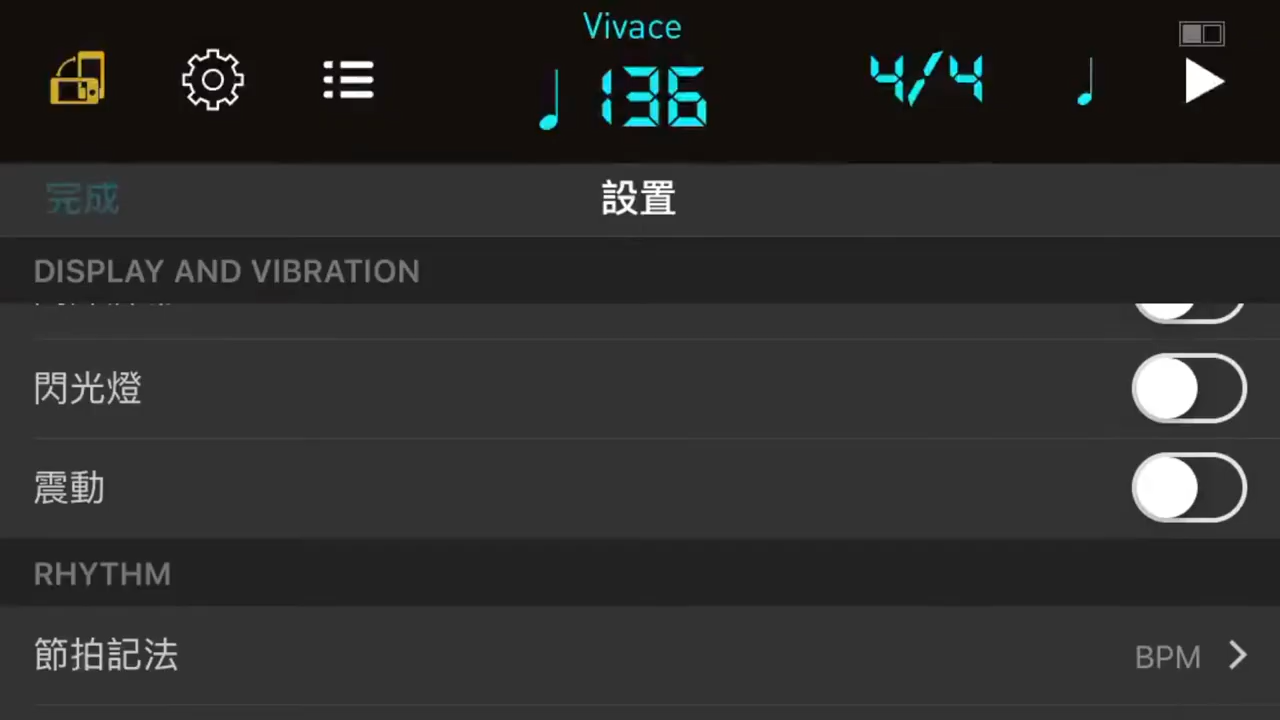 Vivace
136
4/4
完成
設置
DISPLAY AND VIBRATION
閃光燈
震動
RHYTHM
節拍記法
BPM